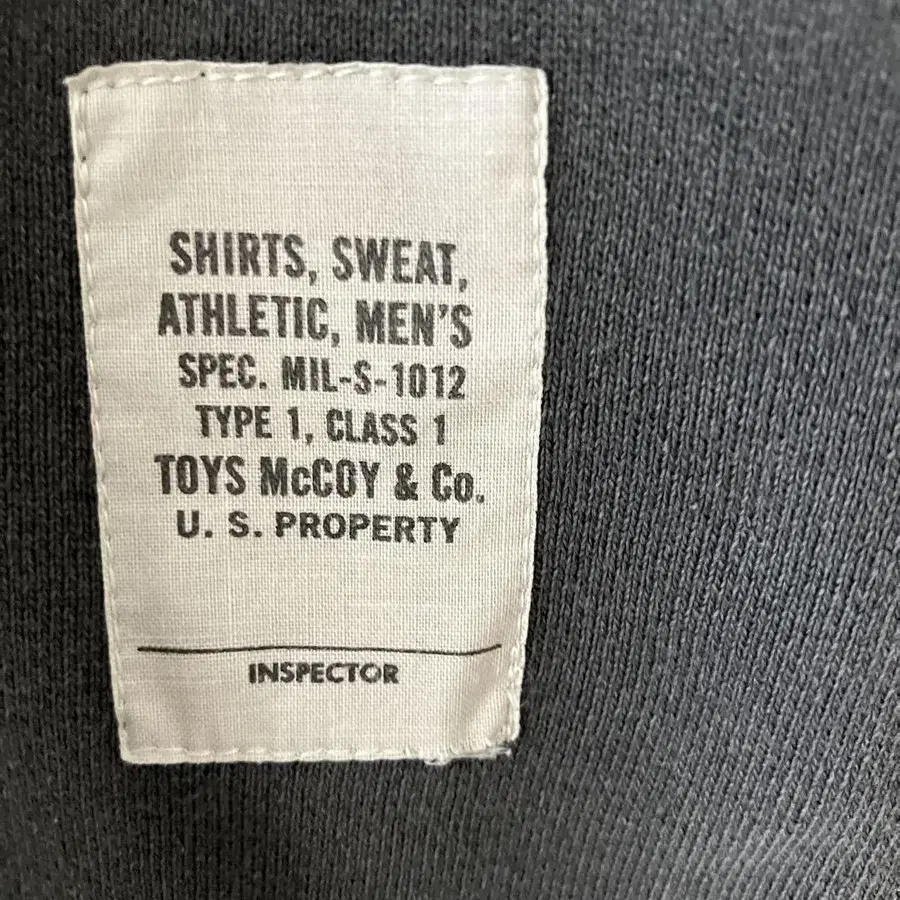 SHIRTS, SWEAT,
ATHLETIC, MEN'S
SPEC. MIL-S-1012
TYPE 1, CLASS 1
TOYS McCOY & Co.
U. S. PROPERTY
INSPECTOR